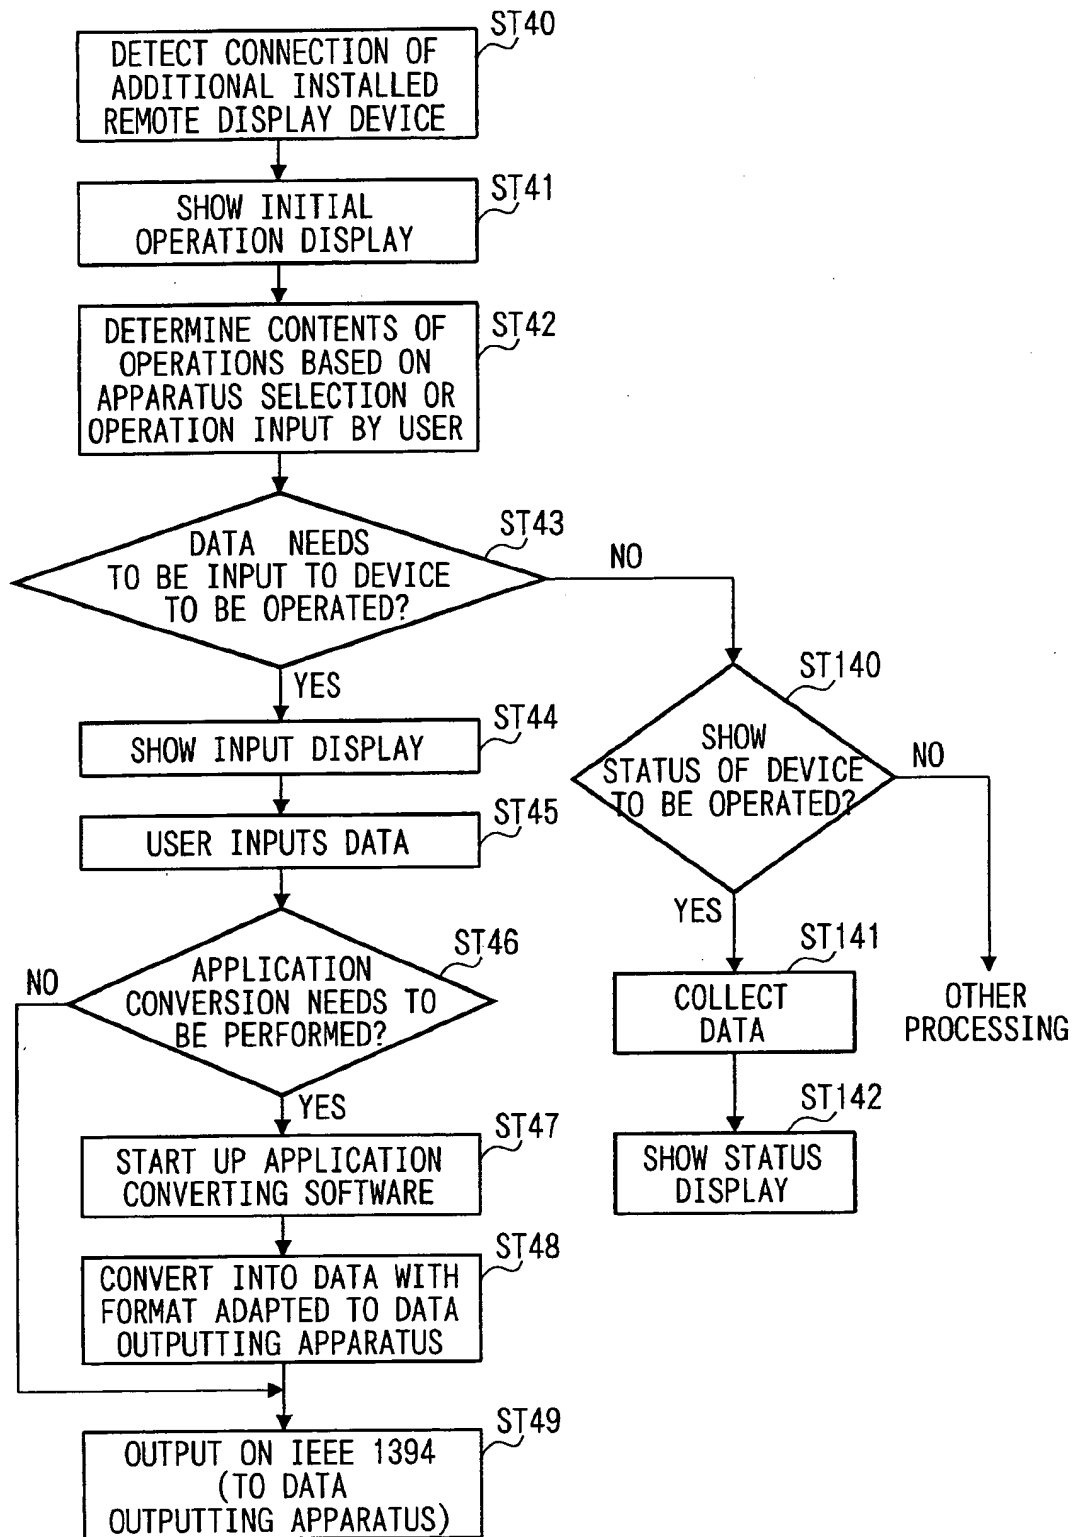 ST40
DETECT CONNECTION OF
ADDITIONAL INSTALLED
REMOTE DISPLAY DEVICE
ST41
SHOW INITIAL
OPERATION DISPLAY
ST42
DETERMINE CONTENTS OF
OPERATIONS BASED ON
APPARATUS SELECTION OR
OPERATION INPUT BY USER
ST43
DATA NEEDS
TO BE INPUT TO DEVICE
TO BE OPERATED?
NO
YES
ST44
SHOW INPUT DISPLAY
ST45
USER INPUTS DATA
ST46
APPLICATION
CONVERSION NEEDS TO
BE PERFORMED?
NO
YES
ST47
START UP APPLICATION
CONVERTING SOFTWARE
ST48
CONVERT INTO DATA WITH
FORMAT ADAPTED TO DATA
OUTPUTTING APPARATUS
ST49
OUTPUT ON IEEE 1394
(TO DATA
OUTPUTTING APPARATUS)
ST140
SHOW
STATUS OF DEVICE
TO BE OPERATED?
NO
YES
ST141
COLLECT
DATA
OTHER
PROCESSING
ST142
SHOW STATUS
DISPLAY